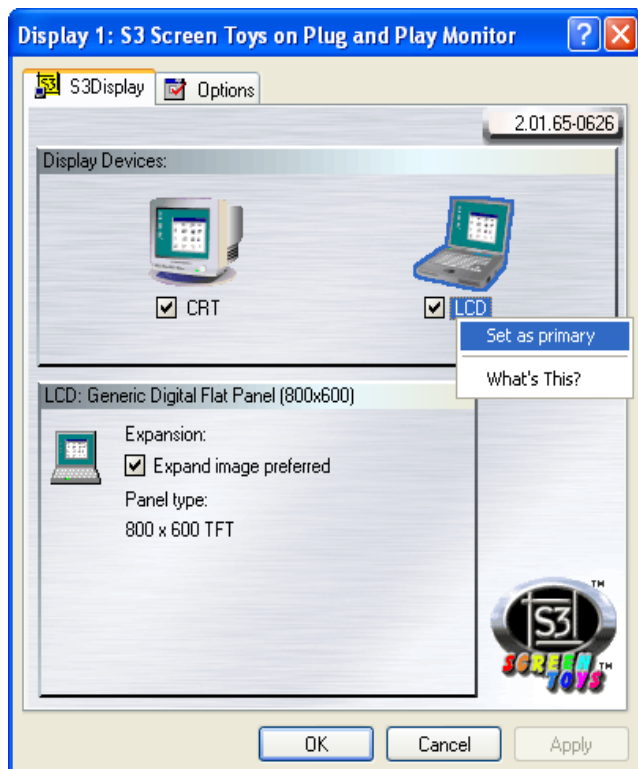 Display 1: S3 Screen Toys on Plug and Play Monitor
S3 S3Display Options
2.01.65-0626
Display Devices:
CRT LCD
Set as primary
What's This?
LCD: Generic Digital Flat Panel (800x600)
Expansion:
Expand image preferred
Panel type:
800 x 600 TFT
S3 TM
SCREEN TM
TOYS
OK Cancel Apply